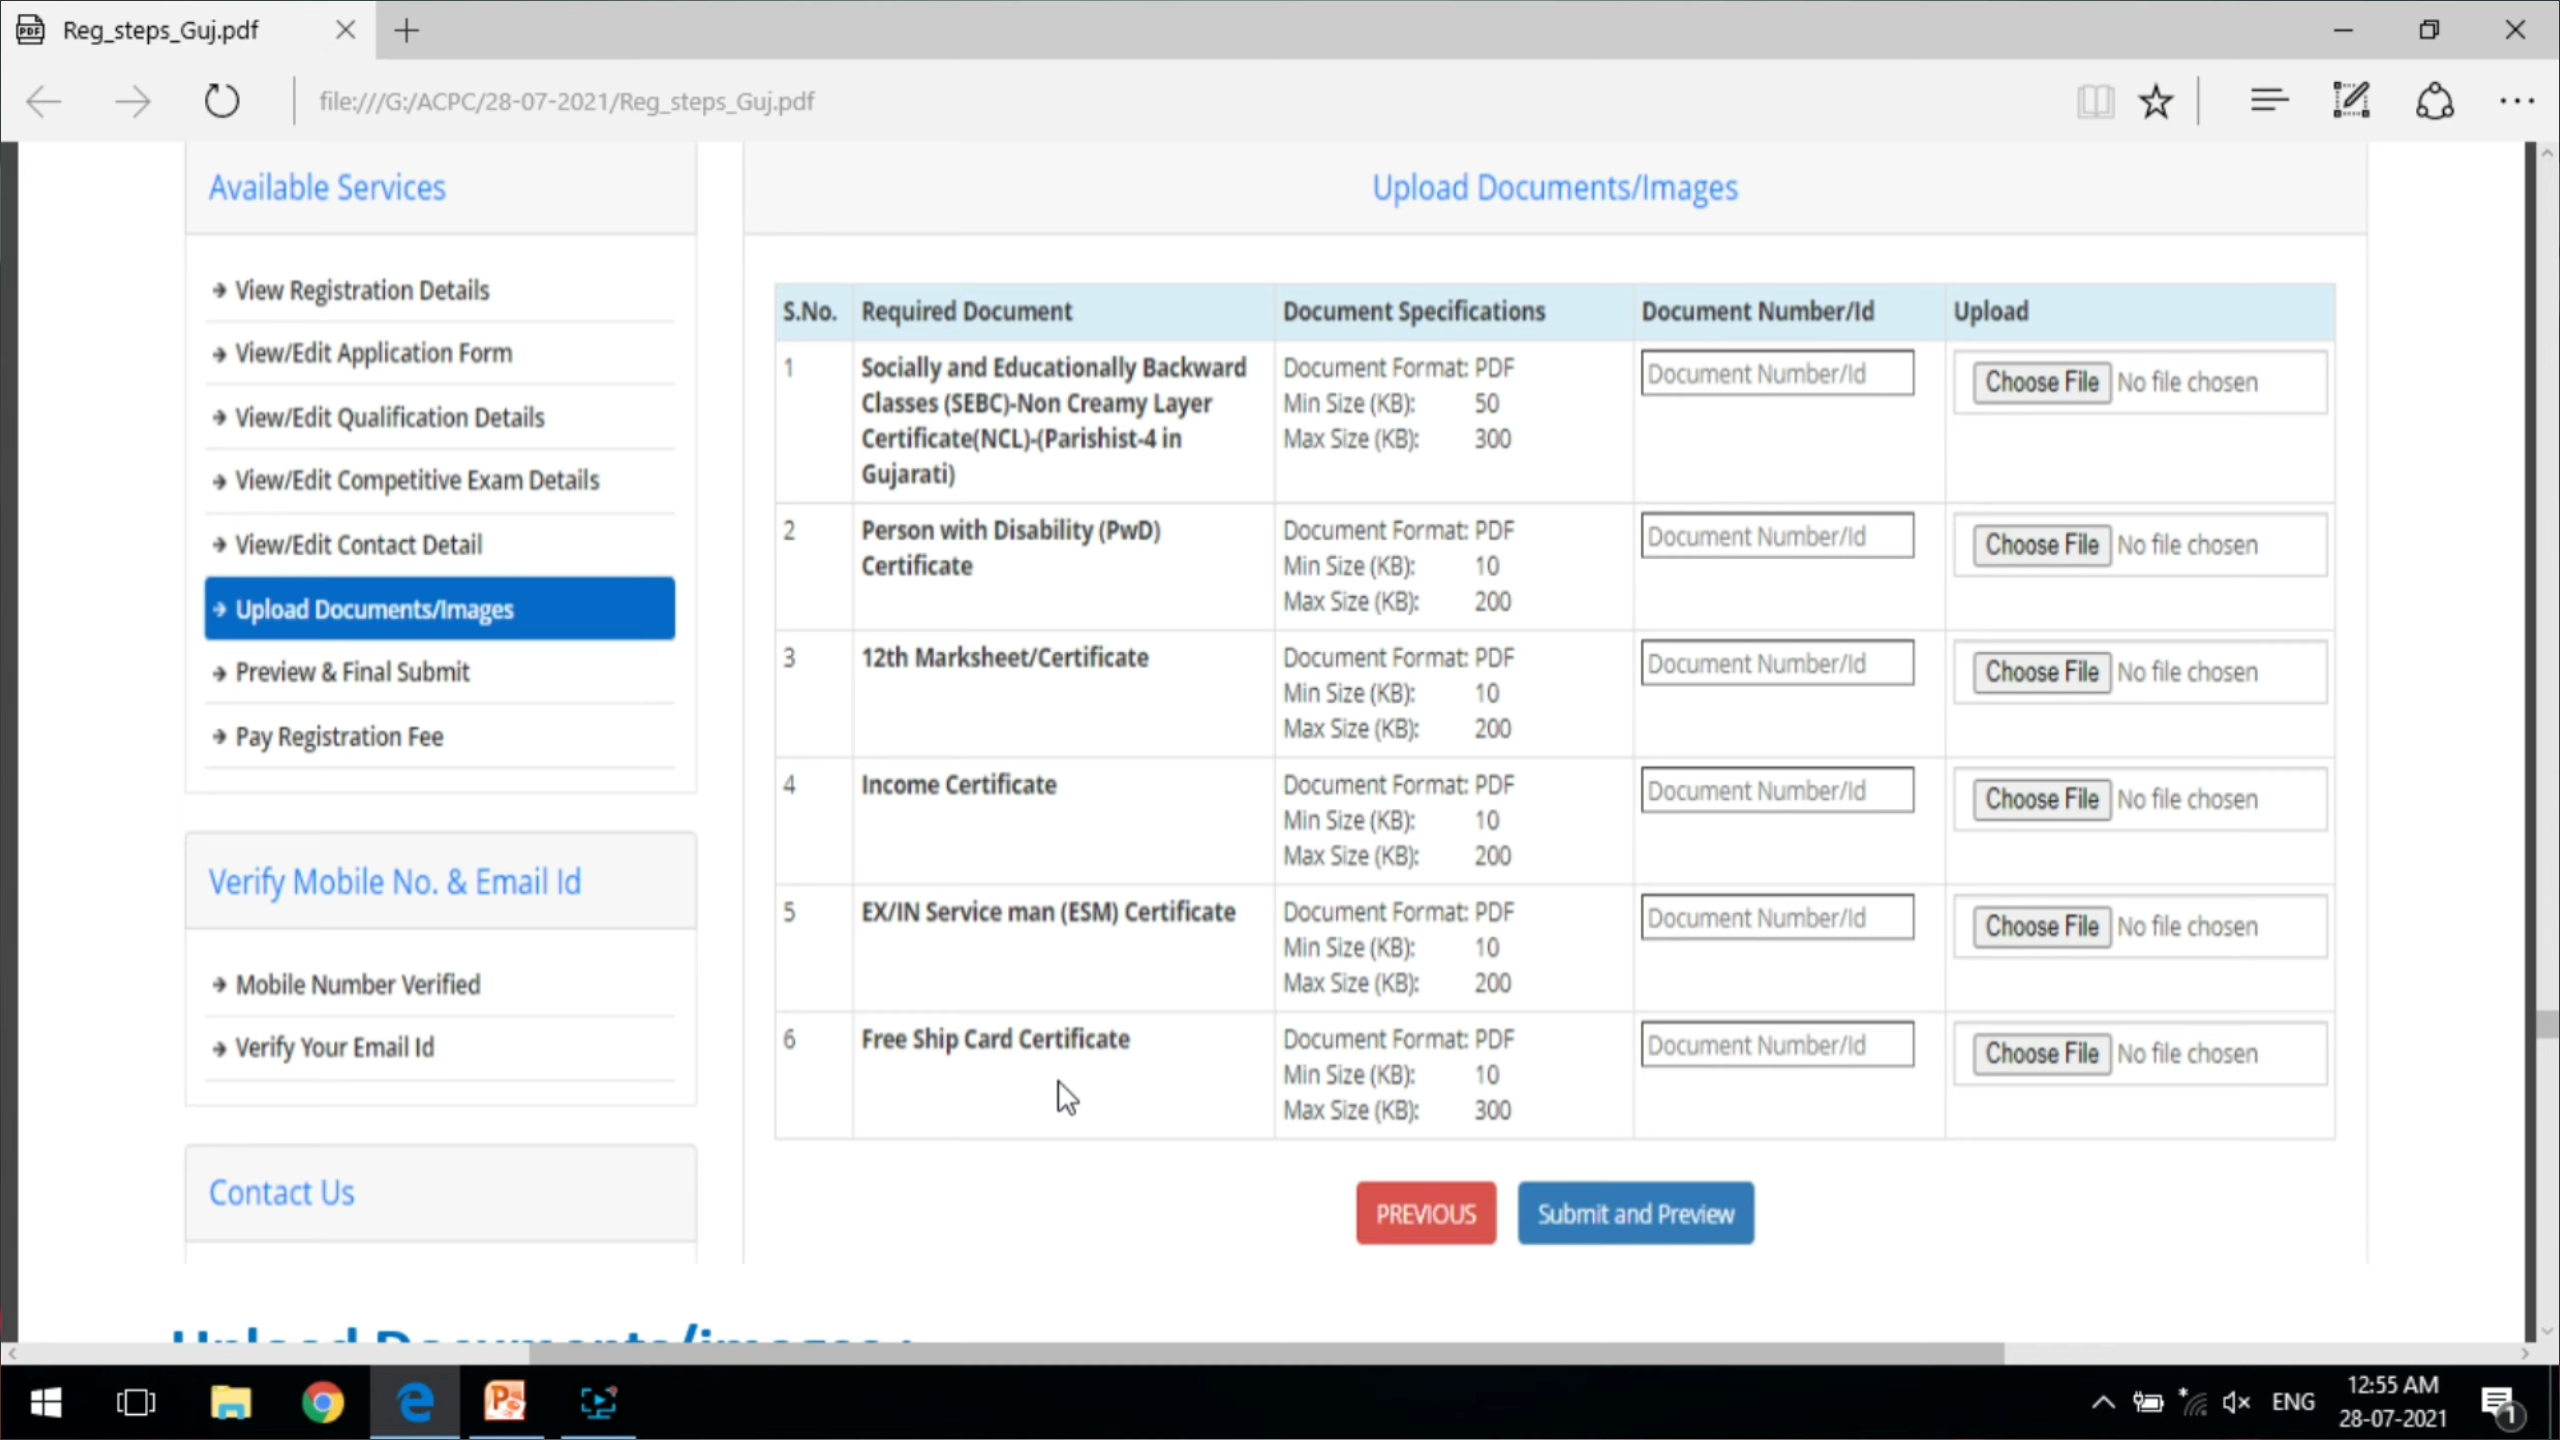 Reg_steps_Guj.pdf
file:///G:/ACPC/28-07-2021/Reg_steps_Guj.pdf
Available Services
View Registration Details
View/Edit Application Form
View/Edit Qualification Details
View/Edit Competitive Exam Details
View/Edit Contact Detail
Upload Documents/Images
Preview & Final Submit
Pay Registration Fee
Verify Mobile No. & Email Id
Mobile Number Verified
Verify Your Email Id
Contact Us
Upload Documents/Images
S.No. Required Document Document Specifications Document Number/Id Upload
1 Socially and Educationally Backward Document Format: PDF Document Number/Id Choose File No file chosen
Classes (SEBC)-Non Creamy Layer Min Size (KB): 50
Certificate(NCL)-(Parishist-4 in Max Size (KB): 300
Gujarati)
2 Person with Disability (PwD) Document Format: PDF Document Number/Id Choose File No file chosen
Certificate Min Size (KB): 10
Max Size (KB): 200
3 12th Marksheet/Certificate Document Format: PDF Document Number/Id Choose File No file chosen
Min Size (KB): 10
Max Size (KB): 200
4 Income Certificate Document Format: PDF Document Number/Id Choose File No file chosen
Min Size (KB): 10
Max Size (KB): 200
5 EX/IN Service man (ESM) Certificate Document Format: PDF Document Number/Id Choose File No file chosen
Min Size (KB): 10
Max Size (KB): 200
6 Free Ship Card Certificate Document Format: PDF Document Number/Id Choose File No file chosen
Min Size (KB): 10
Max Size (KB): 300
PREVIOUS Submit and Preview
Upload Documents/images :
ENG
12:55 AM
28-07-2021
1